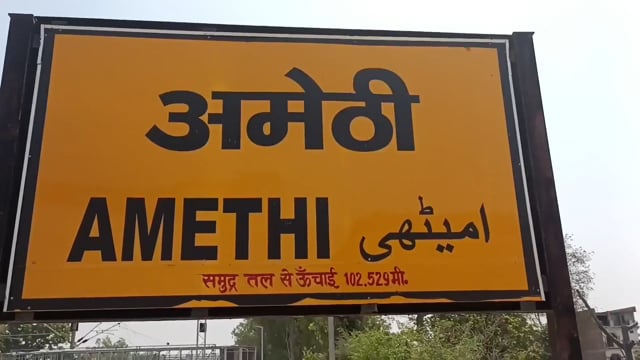 अमेठी
AMETHI امیٹھی
समुद्र तल से ऊँचाई 102.529मी.